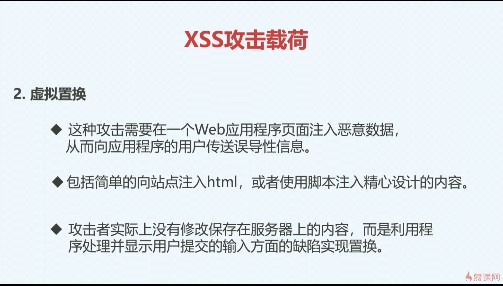 XSS攻击载荷
2. 虚拟置换
◆ 这种攻击需要在一个Web应用程序页面注入恶意数据，
从而向应用程序的用户传送误导性信息。
◆ 包括简单的向站点注入html，或者使用脚本注入精心设计的内容。
◆ 攻击者实际上没有修改保存在服务器上的内容，而是利用程
序处理并显示用户提交的输入方面的缺陷实现置换。